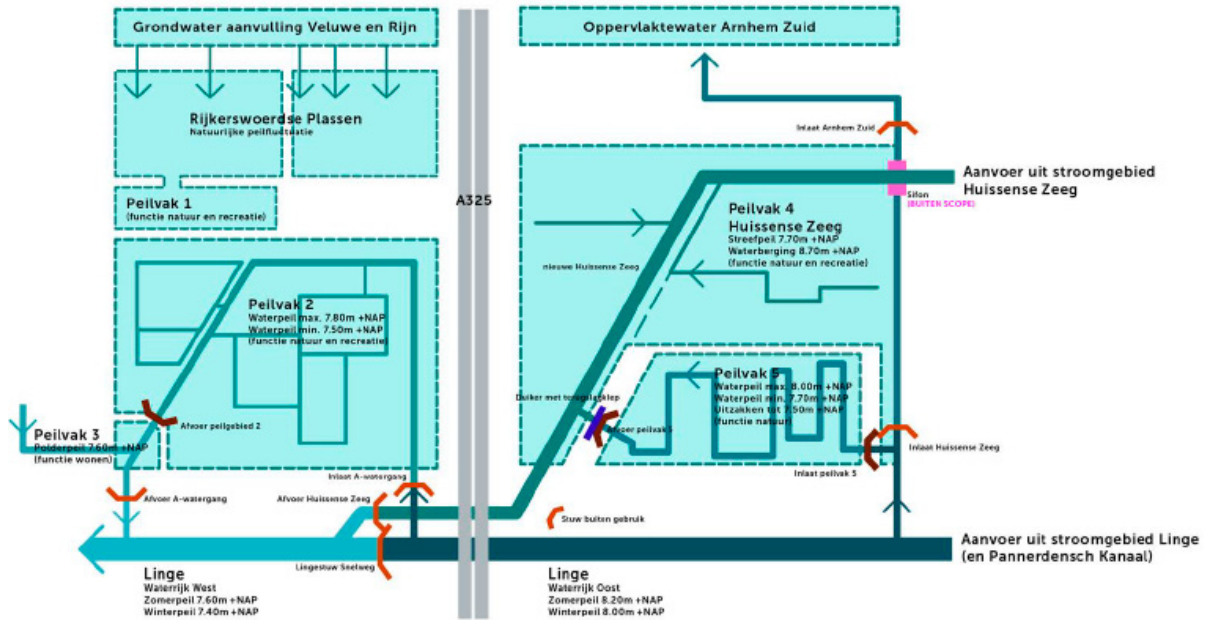 Grondwater aanvulling Veluwe en Rijn
Oppervlaktewater Arnhem Zuid
Rijkerswoerdse Plassen
Natuurlijke peilfluctuatie
Inlaat Arnhem Zuid
Peilvak 1
(functie natuur en recreatie)
A325
Aanvoer uit stroomgebied
Huissense Zeeg
Sifon
(BUITEN SCOPE)
Peilvak 4
Huissense Zeeg
Streefpeil 7.70m +NAP
Waterberging 8.70m +NAP
(functie natuur en recreatie)
nieuwe Huissense Zeeg
Peilvak 2
Waterpeil max. 7.80m +NAP
Waterpeil min. 7.50m +NAP
(functie natuur en recreatie)
Peilvak 5
Waterpeil max. 8.00m +NAP
Waterpeil min. 7.70m +NAP
Uitzakken tot 7.50m +NAP
(functie natuur)
Duiker met terugslagklep
Afvoer peilvak 5
Afvoer peilgebied 2
Peilvak 3
Polderpeil 7.60m +NAP
(functie wonen)
Inlaat Huissense Zeeg
Inlaat peilvak 5
Inlaat A-watergang
Afvoer A-watergang
Afvoer Huissense Zeeg
Stuw buiten gebruik
Aanvoer uit stroomgebied Linge
(en Pannerdensch Kanaal)
Lingestuw Snelweg
Linge
Waterrijk West
Zomerpeil 7.60m +NAP
Winterpeil 7.40m +NAP
Linge
Waterrijk Oost
Zomerpeil 8.20m +NAP
Winterpeil 8.00m +NAP